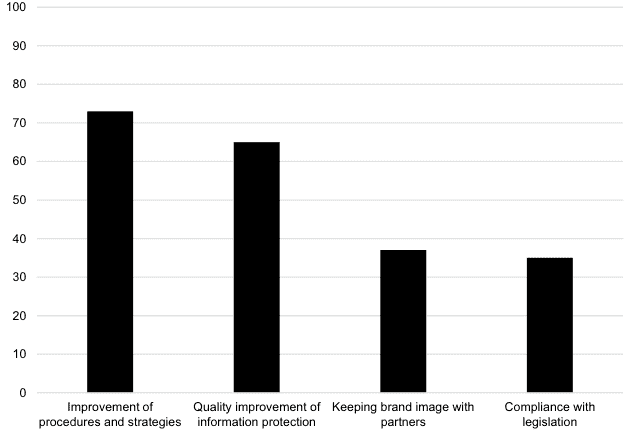 100
90
80
70
60
50
40
30
20
10
0
Improvement of
procedures and strategies
Quality improvement of
information protection
Keeping brand image with
partners
Compliance with
legislation